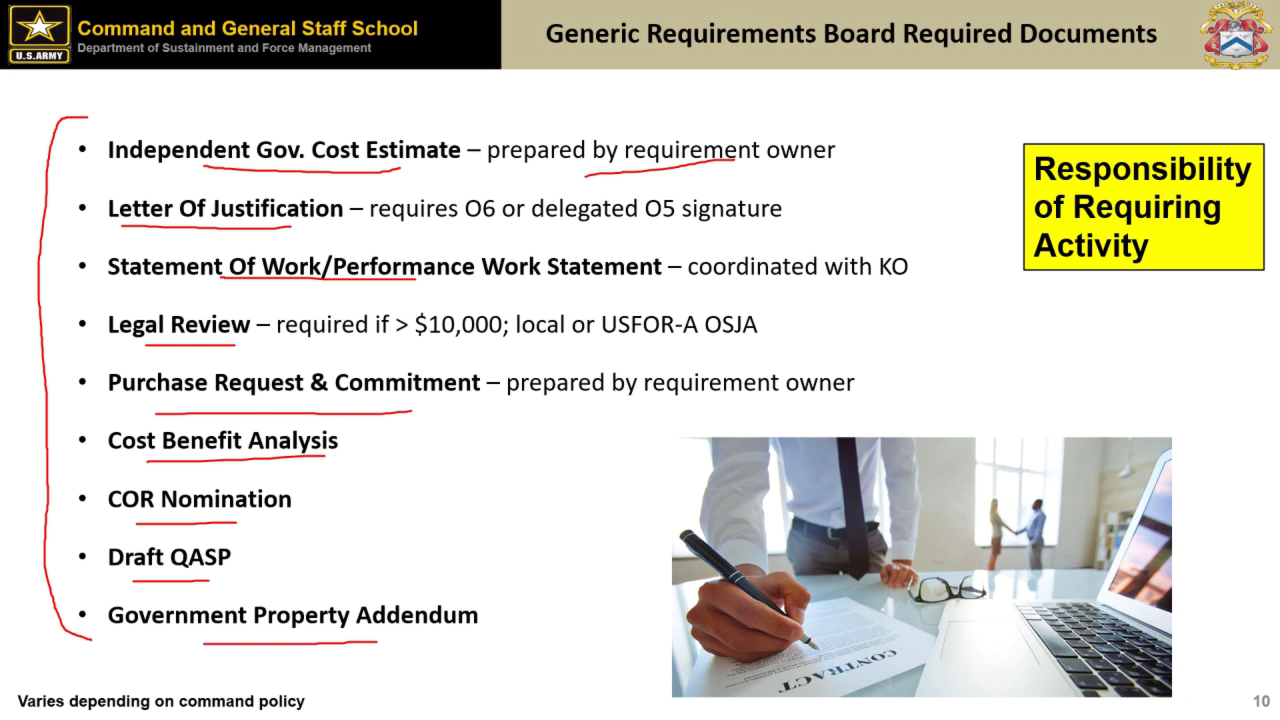 Command and General Staff School
Department of Sustainment and Force Management
U.S.ARMY
Generic Requirements Board Required Documents
• Independent Gov. Cost Estimate – prepared by requirement owner
• Letter Of Justification – requires O6 or delegated O5 signature
• Statement Of Work/Performance Work Statement – coordinated with KO
• Legal Review – required if > $10,000; local or USFOR-A OSJA
• Purchase Request & Commitment – prepared by requirement owner
• Cost Benefit Analysis
• COR Nomination
• Draft QASP
• Government Property Addendum
Responsibility
of Requiring
Activity
CONTRACT
Varies depending on command policy
10